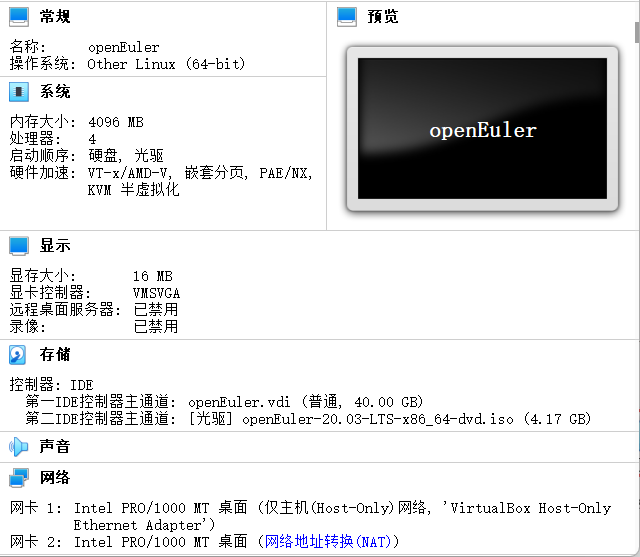 常规
名称: openEuler
操作系统: Other Linux (64-bit)
系统
内存大小: 4096 MB
处理器: 4
启动顺序: 硬盘, 光驱
硬件加速: VT-x/AMD-V, 嵌套分页, PAE/NX,
KVM 半虚拟化
预览
openEuler
显示
显存大小: 16 MB
显卡控制器: VMSVGA
远程桌面服务器: 已禁用
录像: 已禁用
存储
控制器: IDE
第一IDE控制器主通道: openEuler.vdi (普通, 40.00 GB)
第二IDE控制器主通道: [光驱] openEuler-20.03-LTS-x86_64-dvd.iso (4.17 GB)
声音
网络
网卡 1: Intel PRO/1000 MT 桌面 (仅主机(Host-Only)网络, 'VirtualBox Host-Only
Ethernet Adapter')
网卡 2: Intel PRO/1000 MT 桌面 (网络地址转换(NAT))